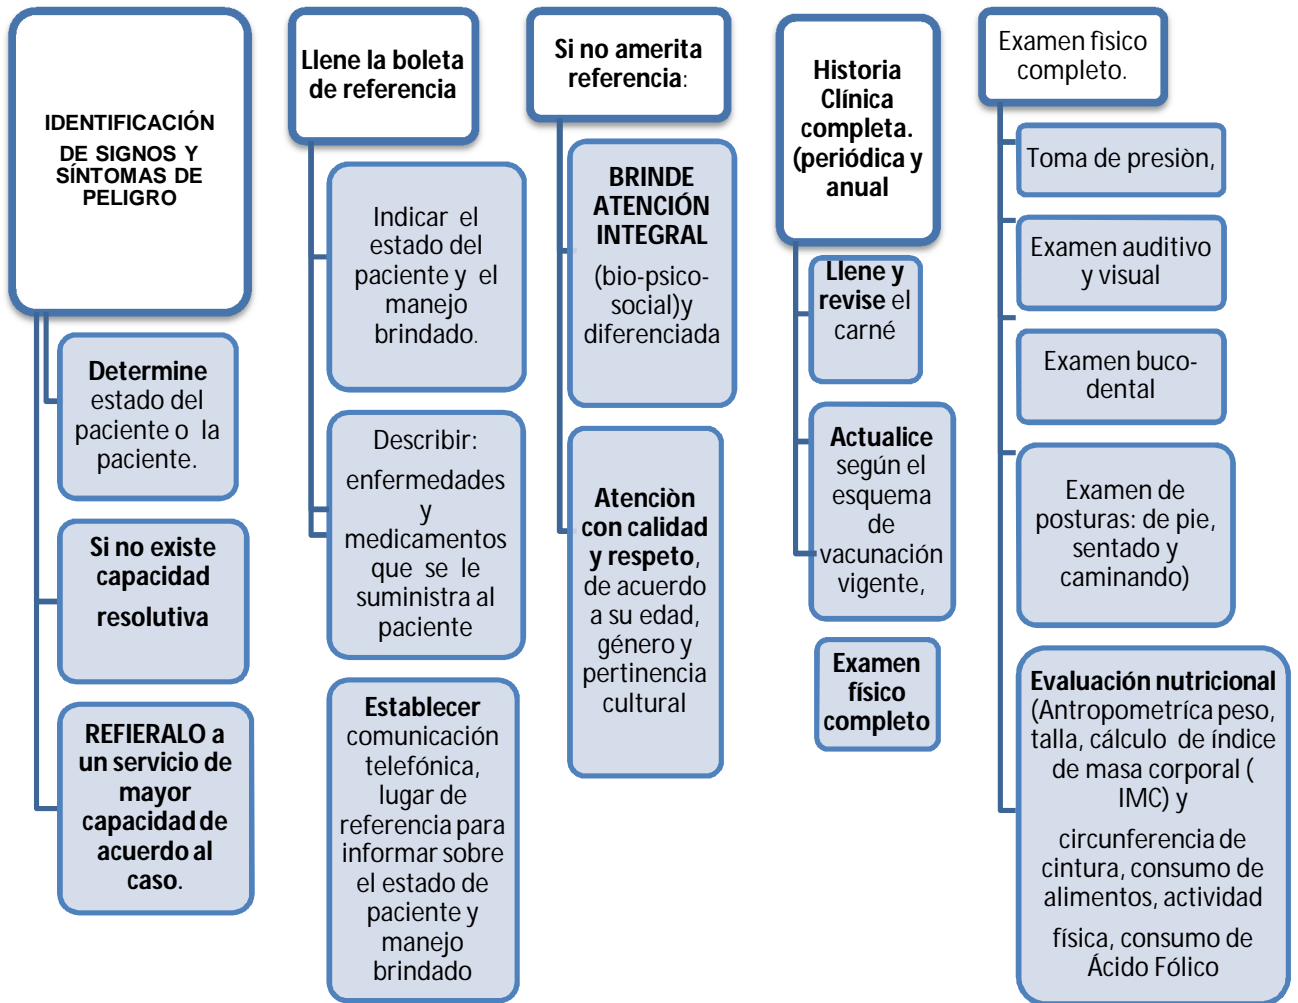 IDENTIFICACIÓN
DE SIGNOS Y
SÍNTOMAS DE
PELIGRO
Determine
estado del
paciente o la
paciente.
Si no existe
capacidad
resolutiva
REFIERALO a
un servicio de
mayor
capacidad de
acuerdo al
caso.
Llene la boleta
de referencia
Indicar el
estado del
paciente y el
manejo
brindado.
Describir:
enfermedades
y
medicamentos
que se le
suministra al
paciente
Establecer
comunicación
telefónica,
lugar de
referencia para
informar sobre
el estado de
paciente y
manejo
brindado
Si no amerita
referencia:
BRINDE
ATENCIÓN
INTEGRAL
(bio-psico-
social)y
diferenciada
Atenciòn
con calidad
y respeto,
de acuerdo
a su edad,
género y
pertinencia
cultural
Historia
Clínica
completa.
(periódica y
anual
Llene y
revise el
carné
Actualice
según el
esquema
de
vacunación
vigente,
Examen
físico
completo
Examen fìsico
completo.
Toma de presiòn,
Examen auditivo
y visual
Examen buco-
dental
Examen de
posturas: de pie,
sentado y
caminando)
Evaluación nutricional
(Antropometríca peso,
talla, cálculo de índice
de masa corporal (
IMC) y
circunferencia de
cintura, consumo de
alimentos, actividad
física, consumo de
Ácido Fólico